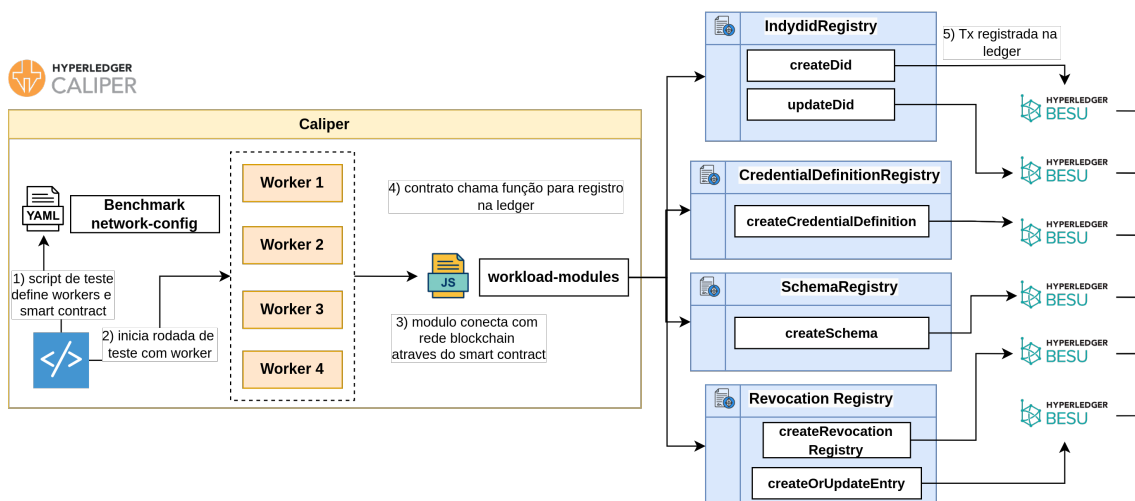 HYPERLEDGER
CALIPER
Caliper
YAML
Benchmark
network-config
1) script de teste
define workers e
smart contract
2) inicia rodada de
teste com worker
Worker 1
Worker 2
Worker 3
Worker 4
4) contrato chama função para registro
na ledger
JS
workload-modules
3) modulo conecta com
rede blockchain
atraves do smart contract
IndydidRegistry
createDid
updateDid
CredentialDefinitionRegistry
createCredentialDefinition
SchemaRegistry
createSchema
Revocation Registry
createRevocation
Registry
createOrUpdateEntry
5) Tx registrada na
ledger
HYPERLEDGER
BESU
HYPERLEDGER
BESU
HYPERLEDGER
BESU
HYPERLEDGER
BESU
HYPERLEDGER
BESU
HYPERLEDGER
BESU